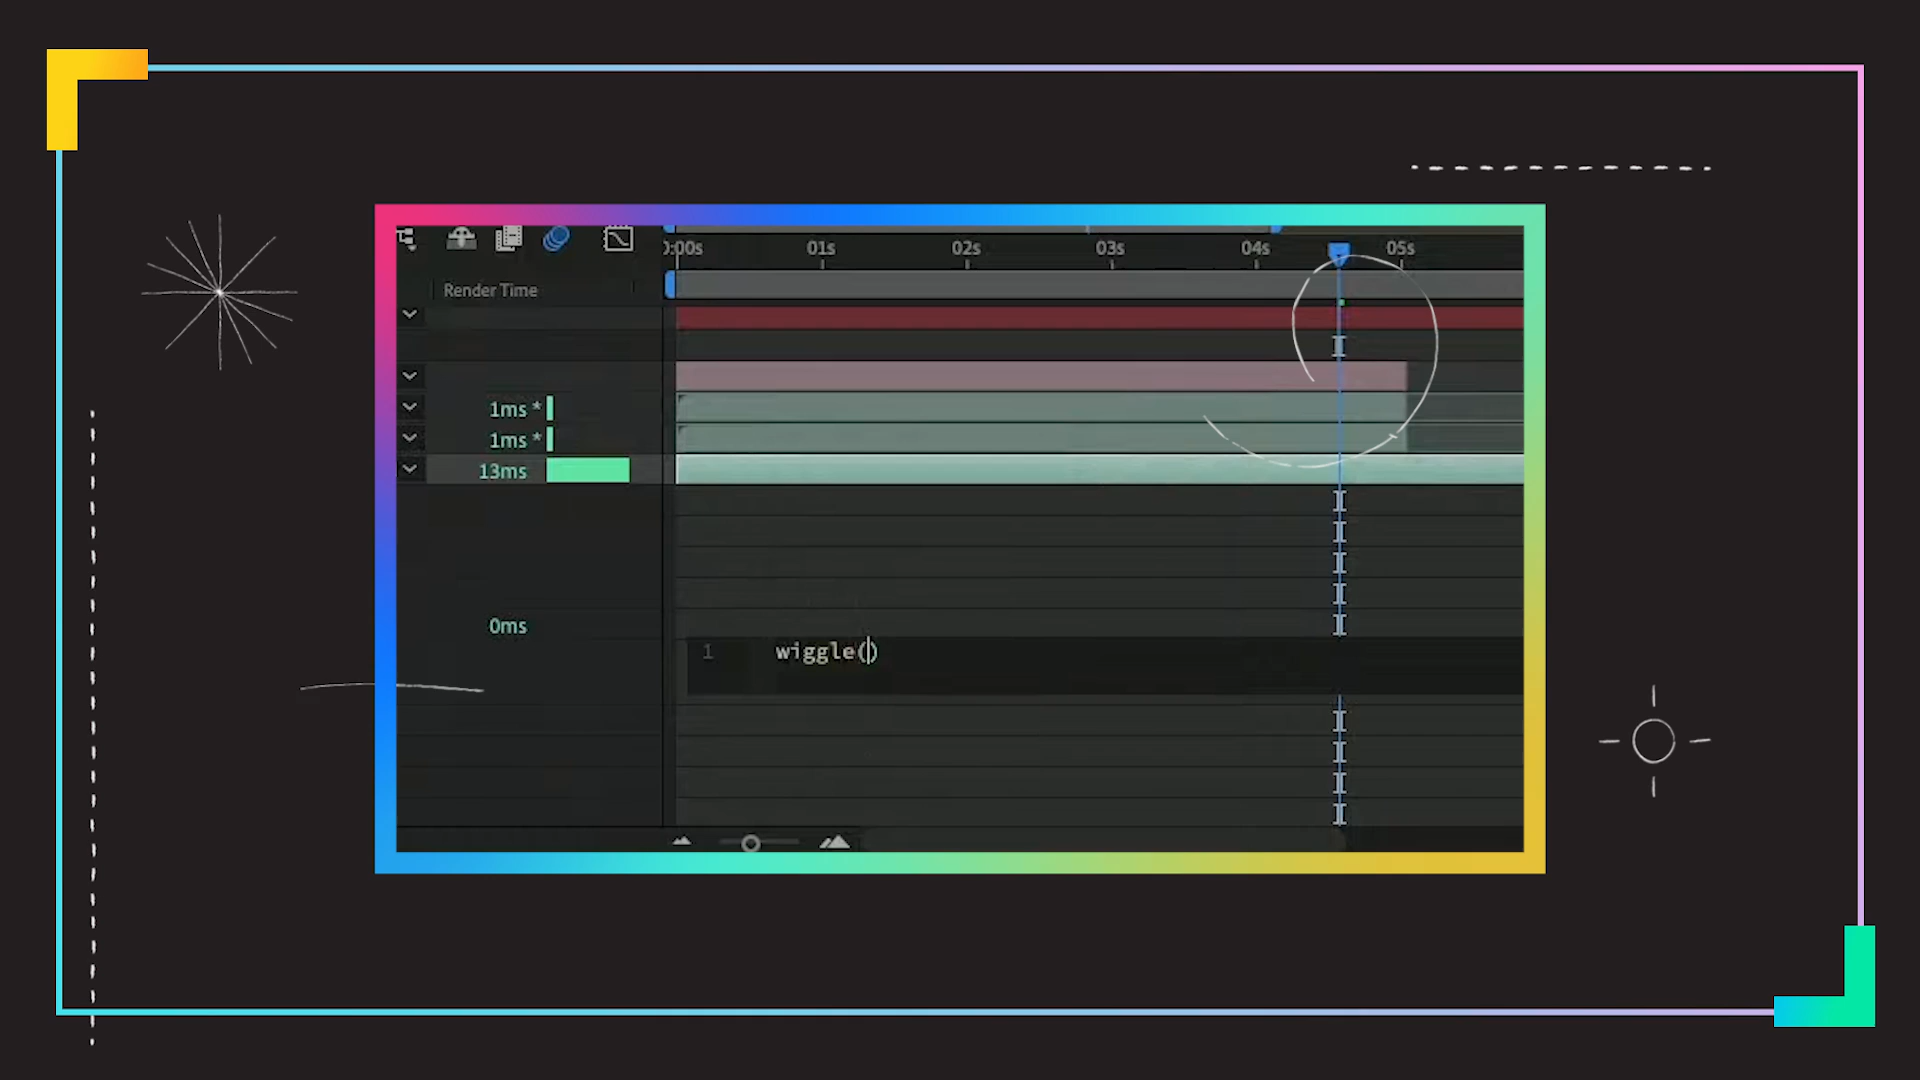 0:00s 01s 02s 03s 04s 05s
Render Time
1ms *
1ms *
13ms
0ms
1 wiggle()